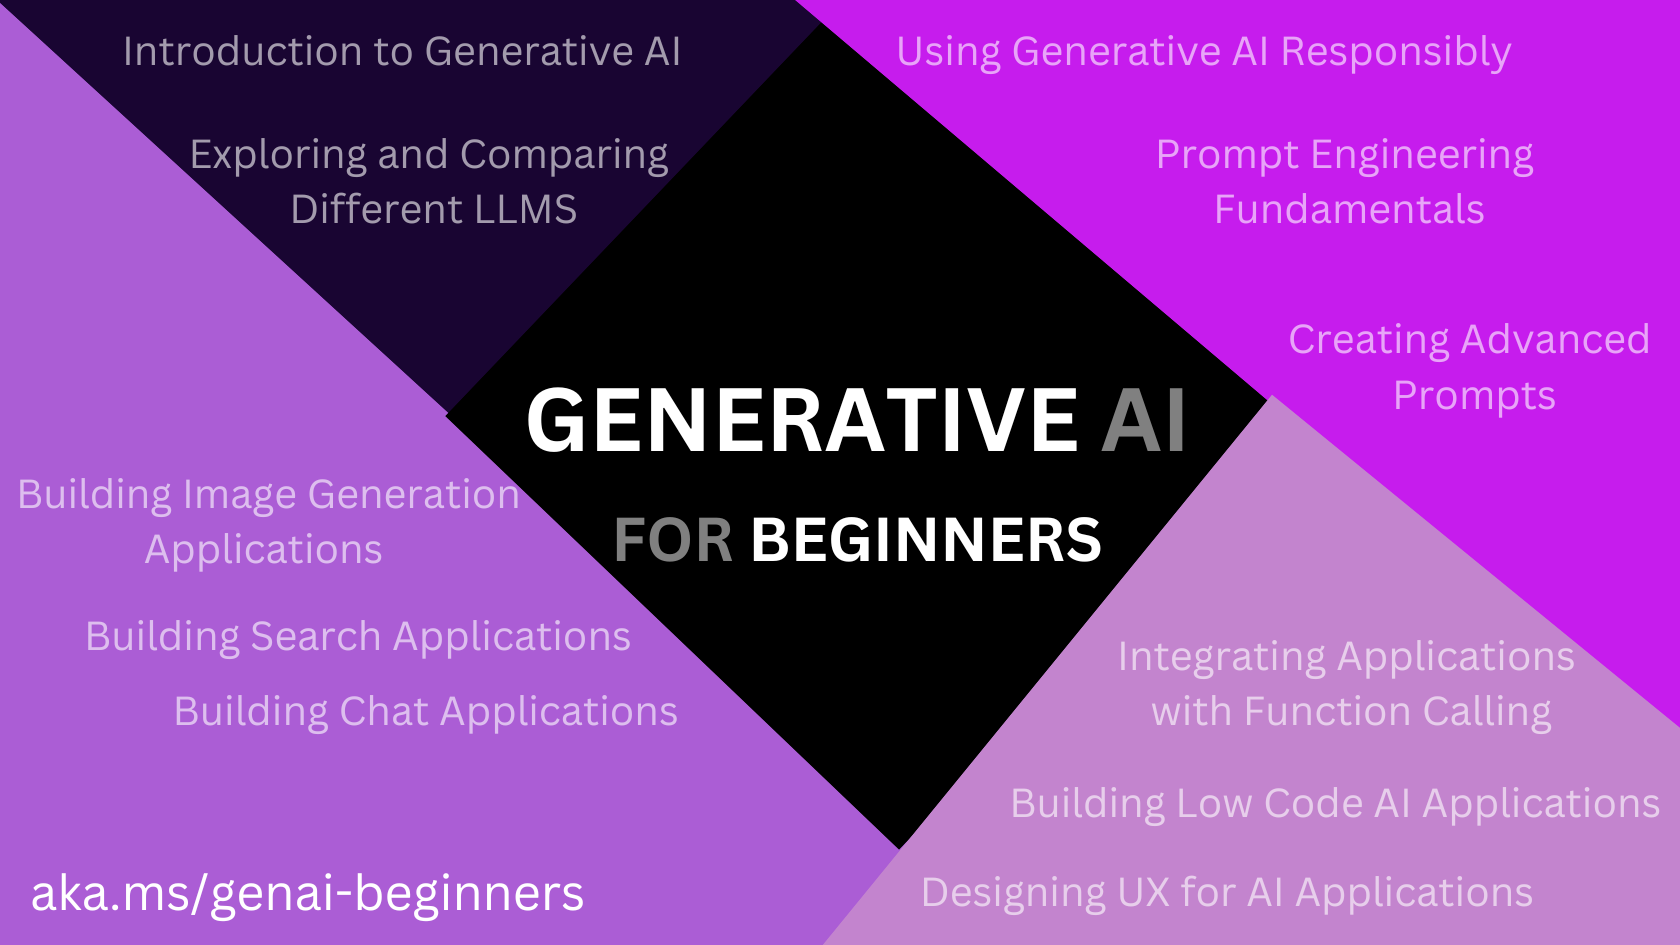 Introduction to Generative AI
Exploring and Comparing
Different LLMS
Using Generative AI Responsibly
Prompt Engineering
Fundamentals
Creating Advanced
Prompts
GENERATIVE AI
FOR BEGINNERS
Building Image Generation
Applications
Building Search Applications
Building Chat Applications
Integrating Applications
with Function Calling
Building Low Code AI Applications
Designing UX for AI Applications
aka.ms/genai-beginners